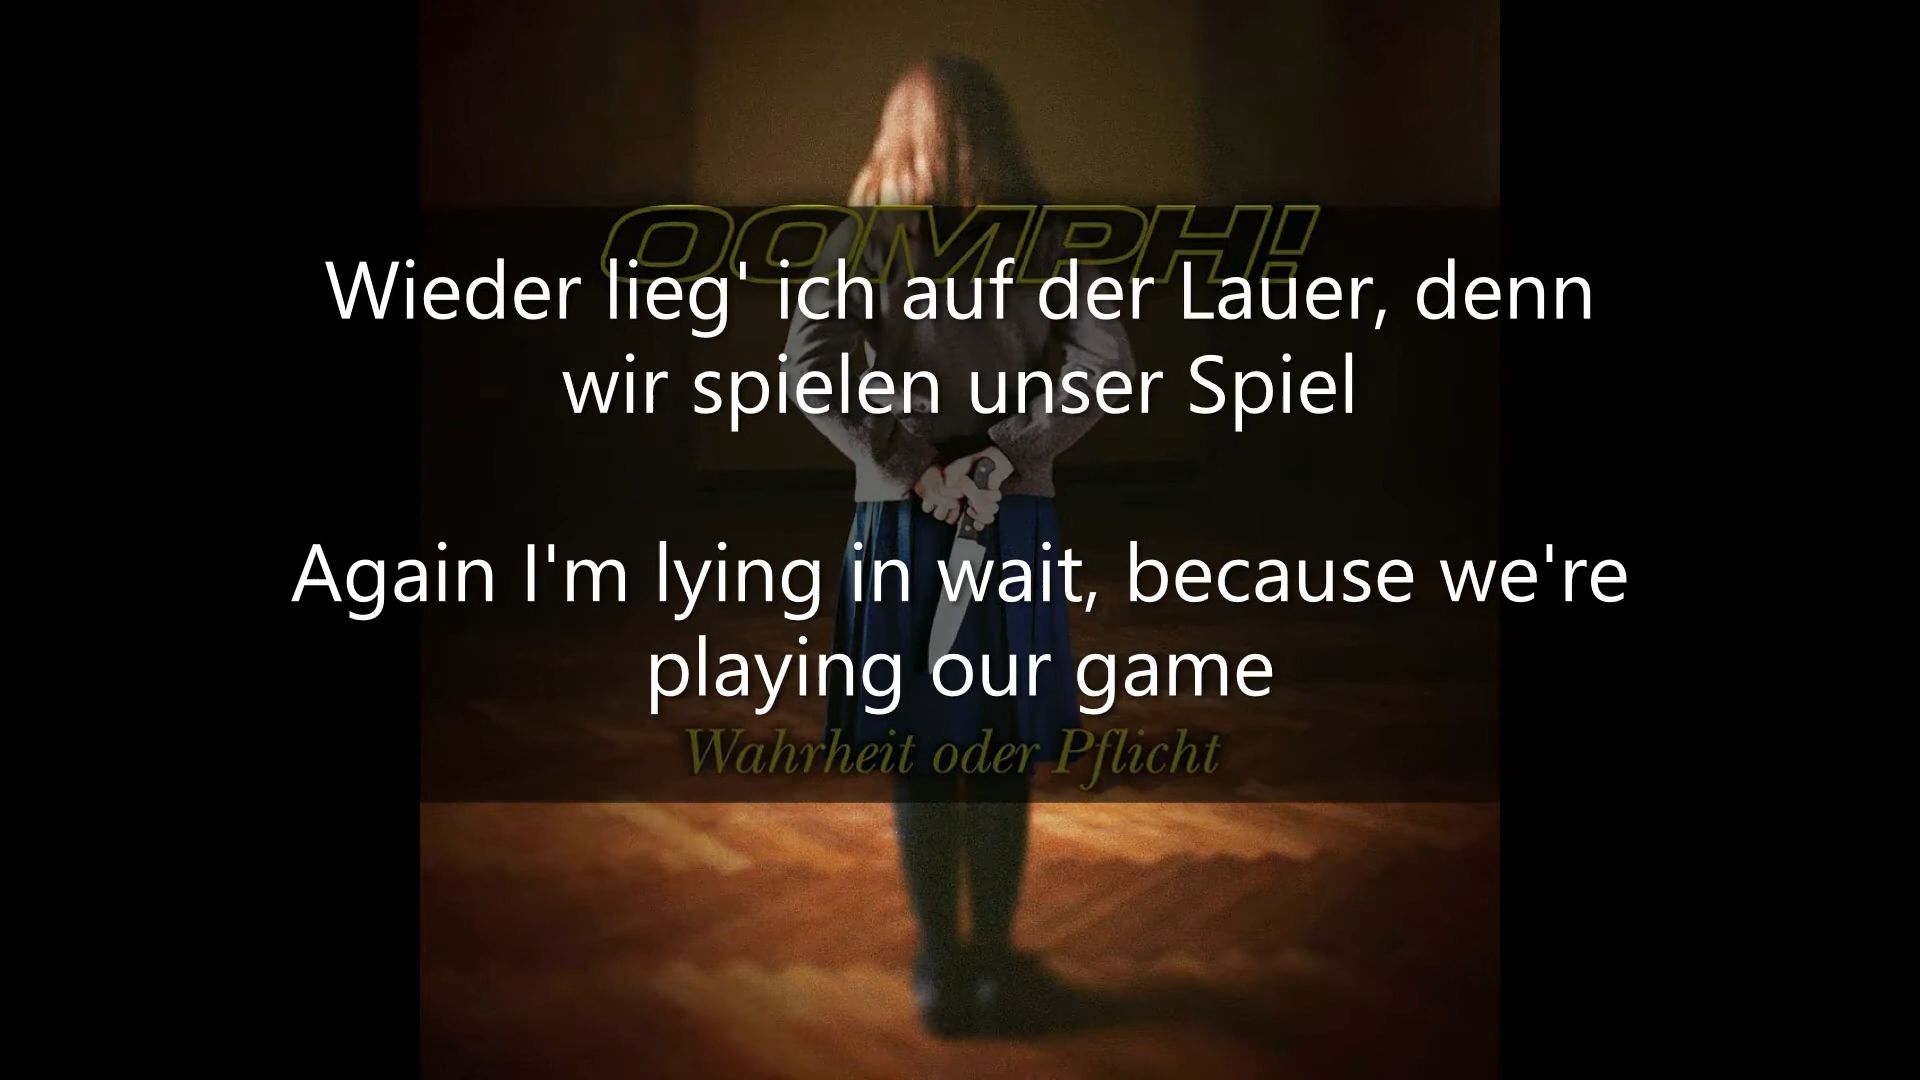 OOMPH!
Wieder lieg' ich auf der Lauer, denn
wir spielen unser Spiel
Again I'm lying in wait, because we're
playing our game
Wahrheit oder Pflicht